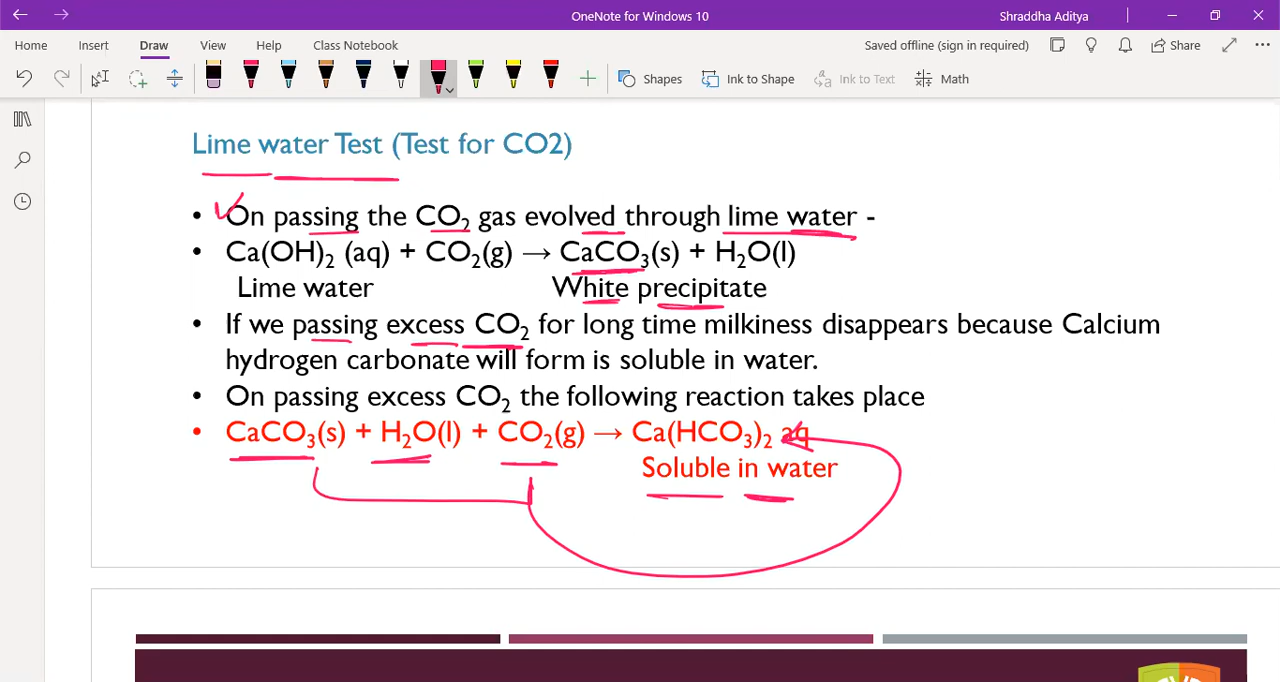 OneNote for Windows 10
Shraddha Aditya
Home Insert Draw View Help Class Notebook
Saved offline (sign in required) Share
Shapes Ink to Shape Ink to Text Math
Lime water Test (Test for CO2)
• On passing the CO₂ gas evolved through lime water -
• Ca(OH)₂ (aq) + CO₂(g) → CaCO₃(s) + H₂O(l)
Lime water White precipitate
• If we passing excess CO₂ for long time milkiness disappears because Calcium
hydrogen carbonate will form is soluble in water.
• On passing excess CO₂ the following reaction takes place
• CaCO₃(s) + H₂O(l) + CO₂(g) → Ca(HCO₃)₂ aq
Soluble in water